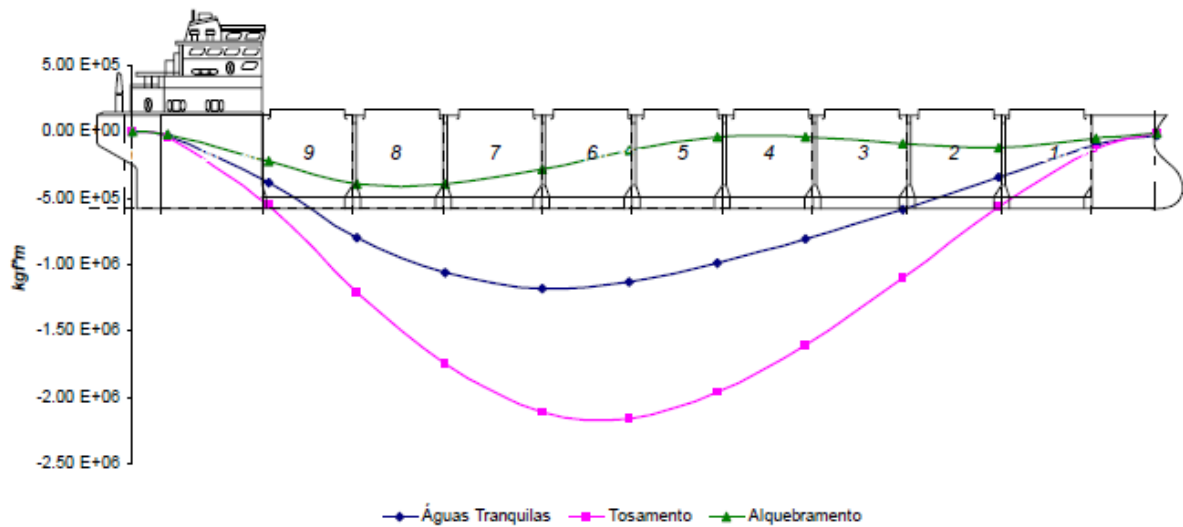 5.00 E+05
0.00 E+00
-5.00 E+05
-1.00 E+06
-1.50 E+06
-2.00 E+06
-2.50 E+06
kgf*m
9 8 7 6 5 4 3 2 1
Águas Tranquilas Tosamento Alquebramento